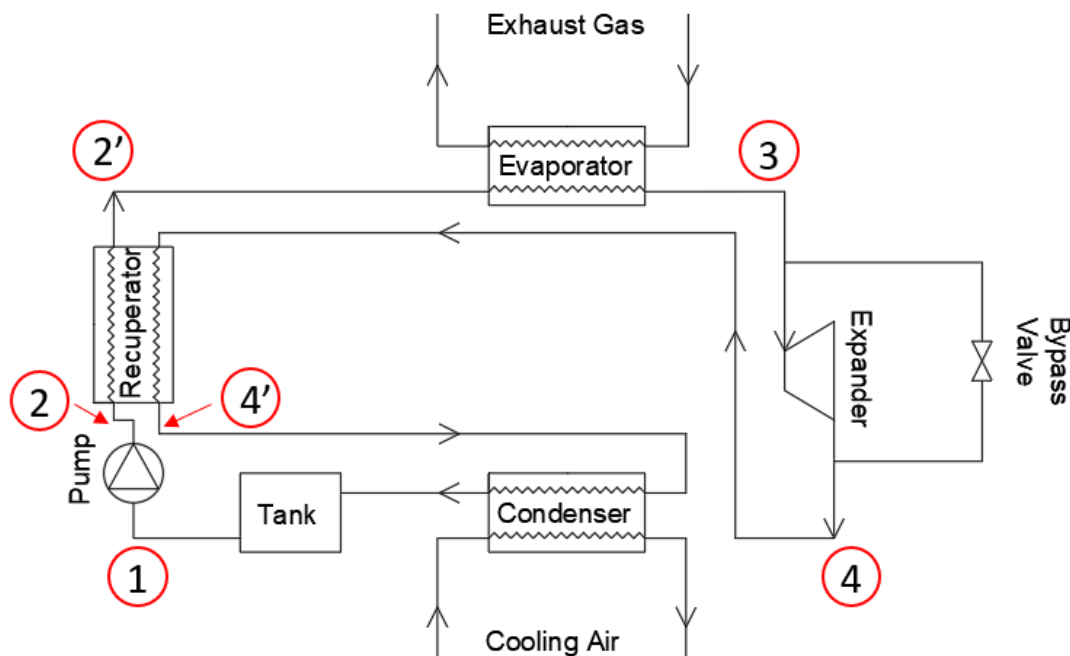 Exhaust Gas
2’
3
Evaporator
Recuperator
Expander
Bypass
Valve
2
4’
Pump
Tank
Condenser
1
4
Cooling Air